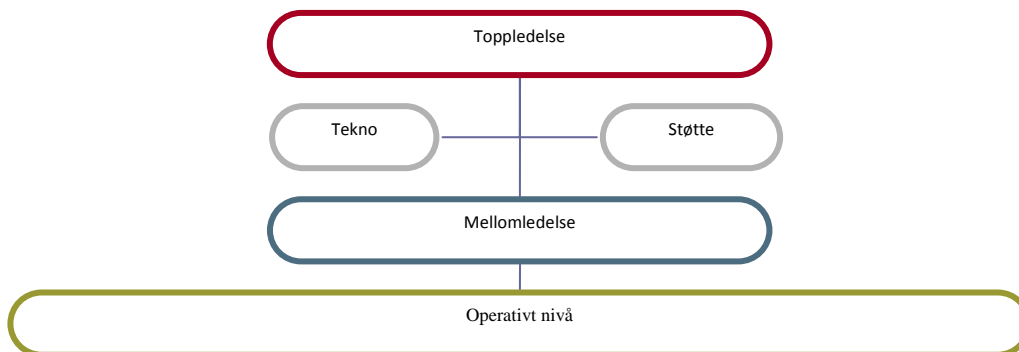 Toppledelse
Tekno
Støtte
Mellomledelse
Operativt nivå